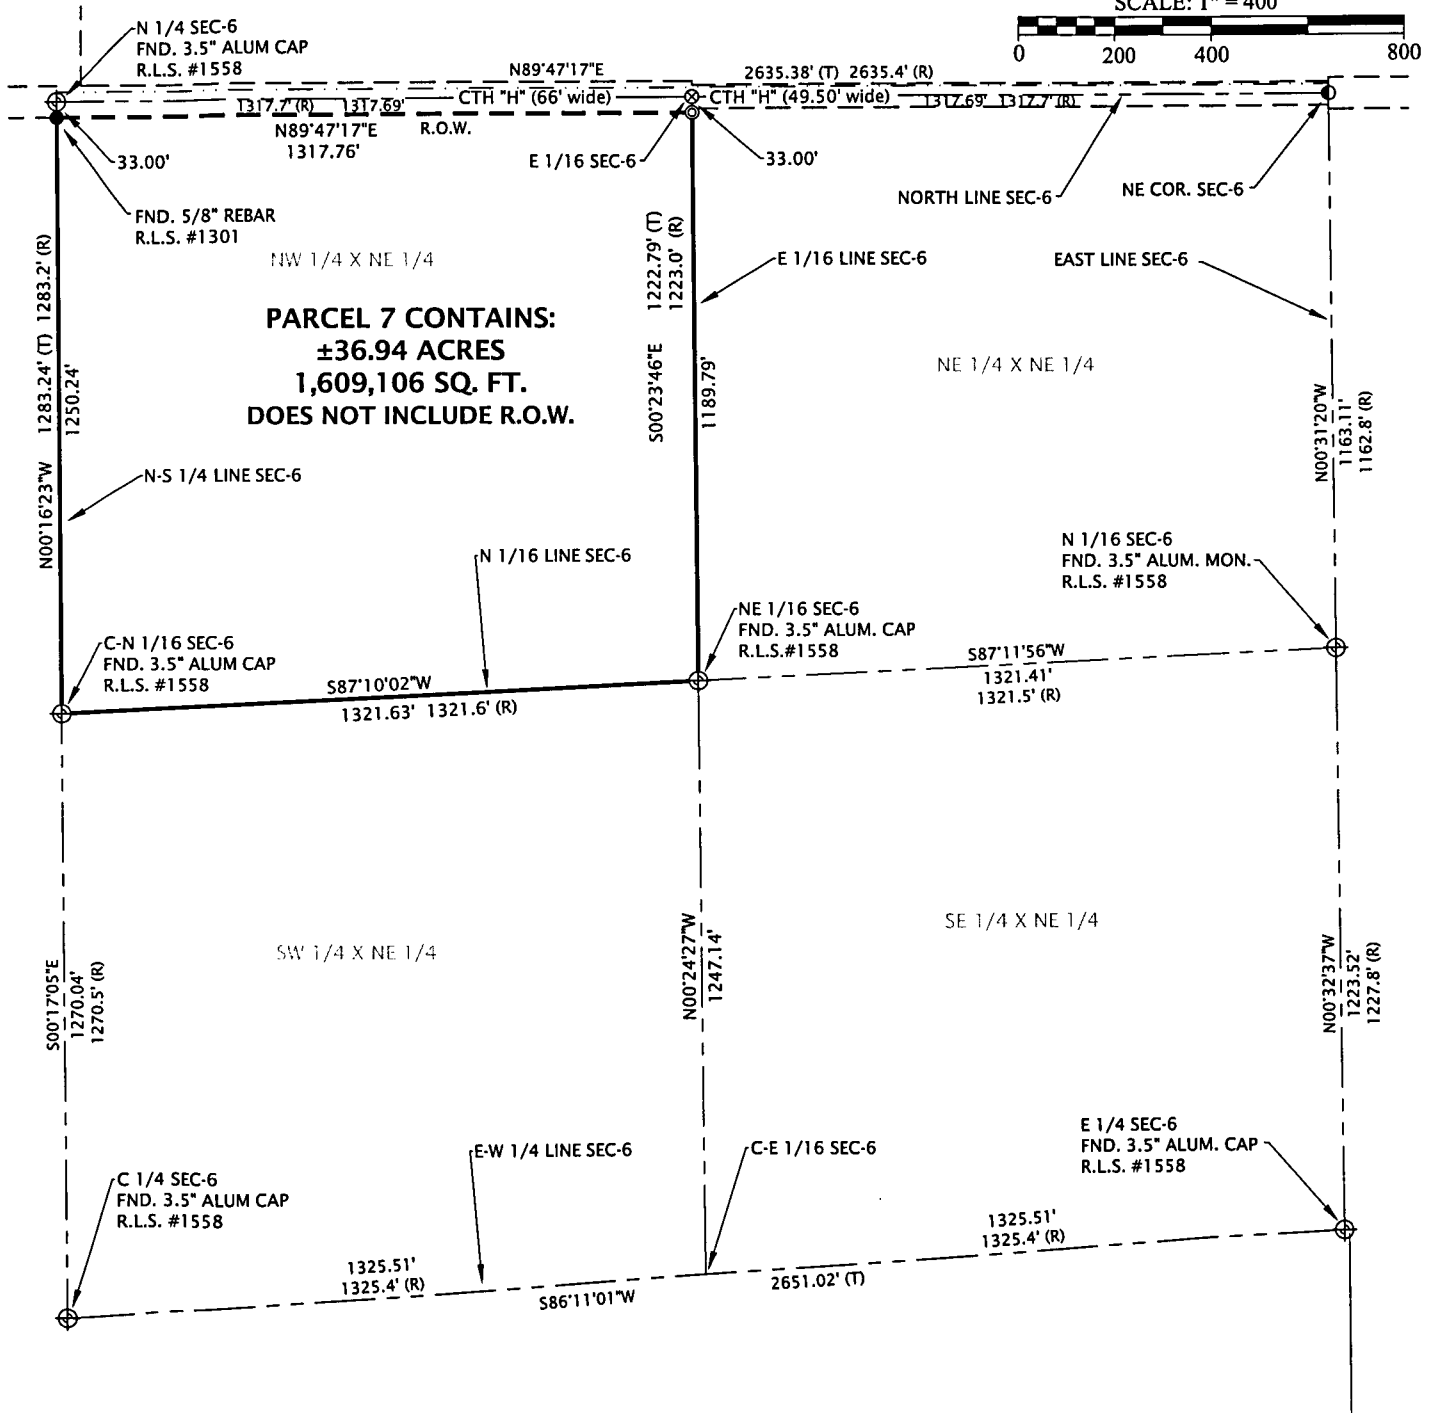 SCALE: 1" = 400'
0 200 400 800
N 1/4 SEC-6
FND. 3.5" ALUM CAP
R.L.S. #1558
N89°47'17"E
2635.38' (T) 2635.4' (R)
1317.7' (R) 1317.69'
CTH "H" (66' wide)
CTH "H" (49.50' wide)
1317.69' 1317.7' (R)
N89°47'17"E
1317.76'
R.O.W.
33.00'
E 1/16 SEC-6
33.00'
NORTH LINE SEC-6
NE COR. SEC-6
FND. 5/8" REBAR
R.L.S. #1301
NW 1/4 X NE 1/4
E 1/16 LINE SEC-6
EAST LINE SEC-6
N00°16'23"W 1283.24' (T) 1283.2' (R)
1250.24'
PARCEL 7 CONTAINS:
±36.94 ACRES
1,609,106 SQ. FT.
DOES NOT INCLUDE R.O.W.
S00°23'46"E 1222.79' (T)
1223.0' (R)
1189.79'
NE 1/4 X NE 1/4
N00°31'20"W
1163.11'
1162.8' (R)
N-S 1/4 LINE SEC-6
N 1/16 LINE SEC-6
N 1/16 SEC-6
FND. 3.5" ALUM. MON.
R.L.S. #1558
C-N 1/16 SEC-6
FND. 3.5" ALUM CAP
R.L.S. #1558
NE 1/16 SEC-6
FND. 3.5" ALUM. CAP
R.L.S.#1558
S87°10'02"W
1321.63' 1321.6' (R)
S87°11'56"W
1321.41'
1321.5' (R)
SW 1/4 X NE 1/4
SE 1/4 X NE 1/4
S00°17'05"E
1270.04'
1270.5' (R)
N00°24'27"W
1247.14'
N00°32'37"W
1223.52'
1227.8' (R)
C 1/4 SEC-6
FND. 3.5" ALUM CAP
R.L.S. #1558
E-W 1/4 LINE SEC-6
C-E 1/16 SEC-6
E 1/4 SEC-6
FND. 3.5" ALUM. CAP
R.L.S. #1558
1325.51'
1325.4' (R)
S86°11'01"W
2651.02' (T)
1325.51'
1325.4' (R)